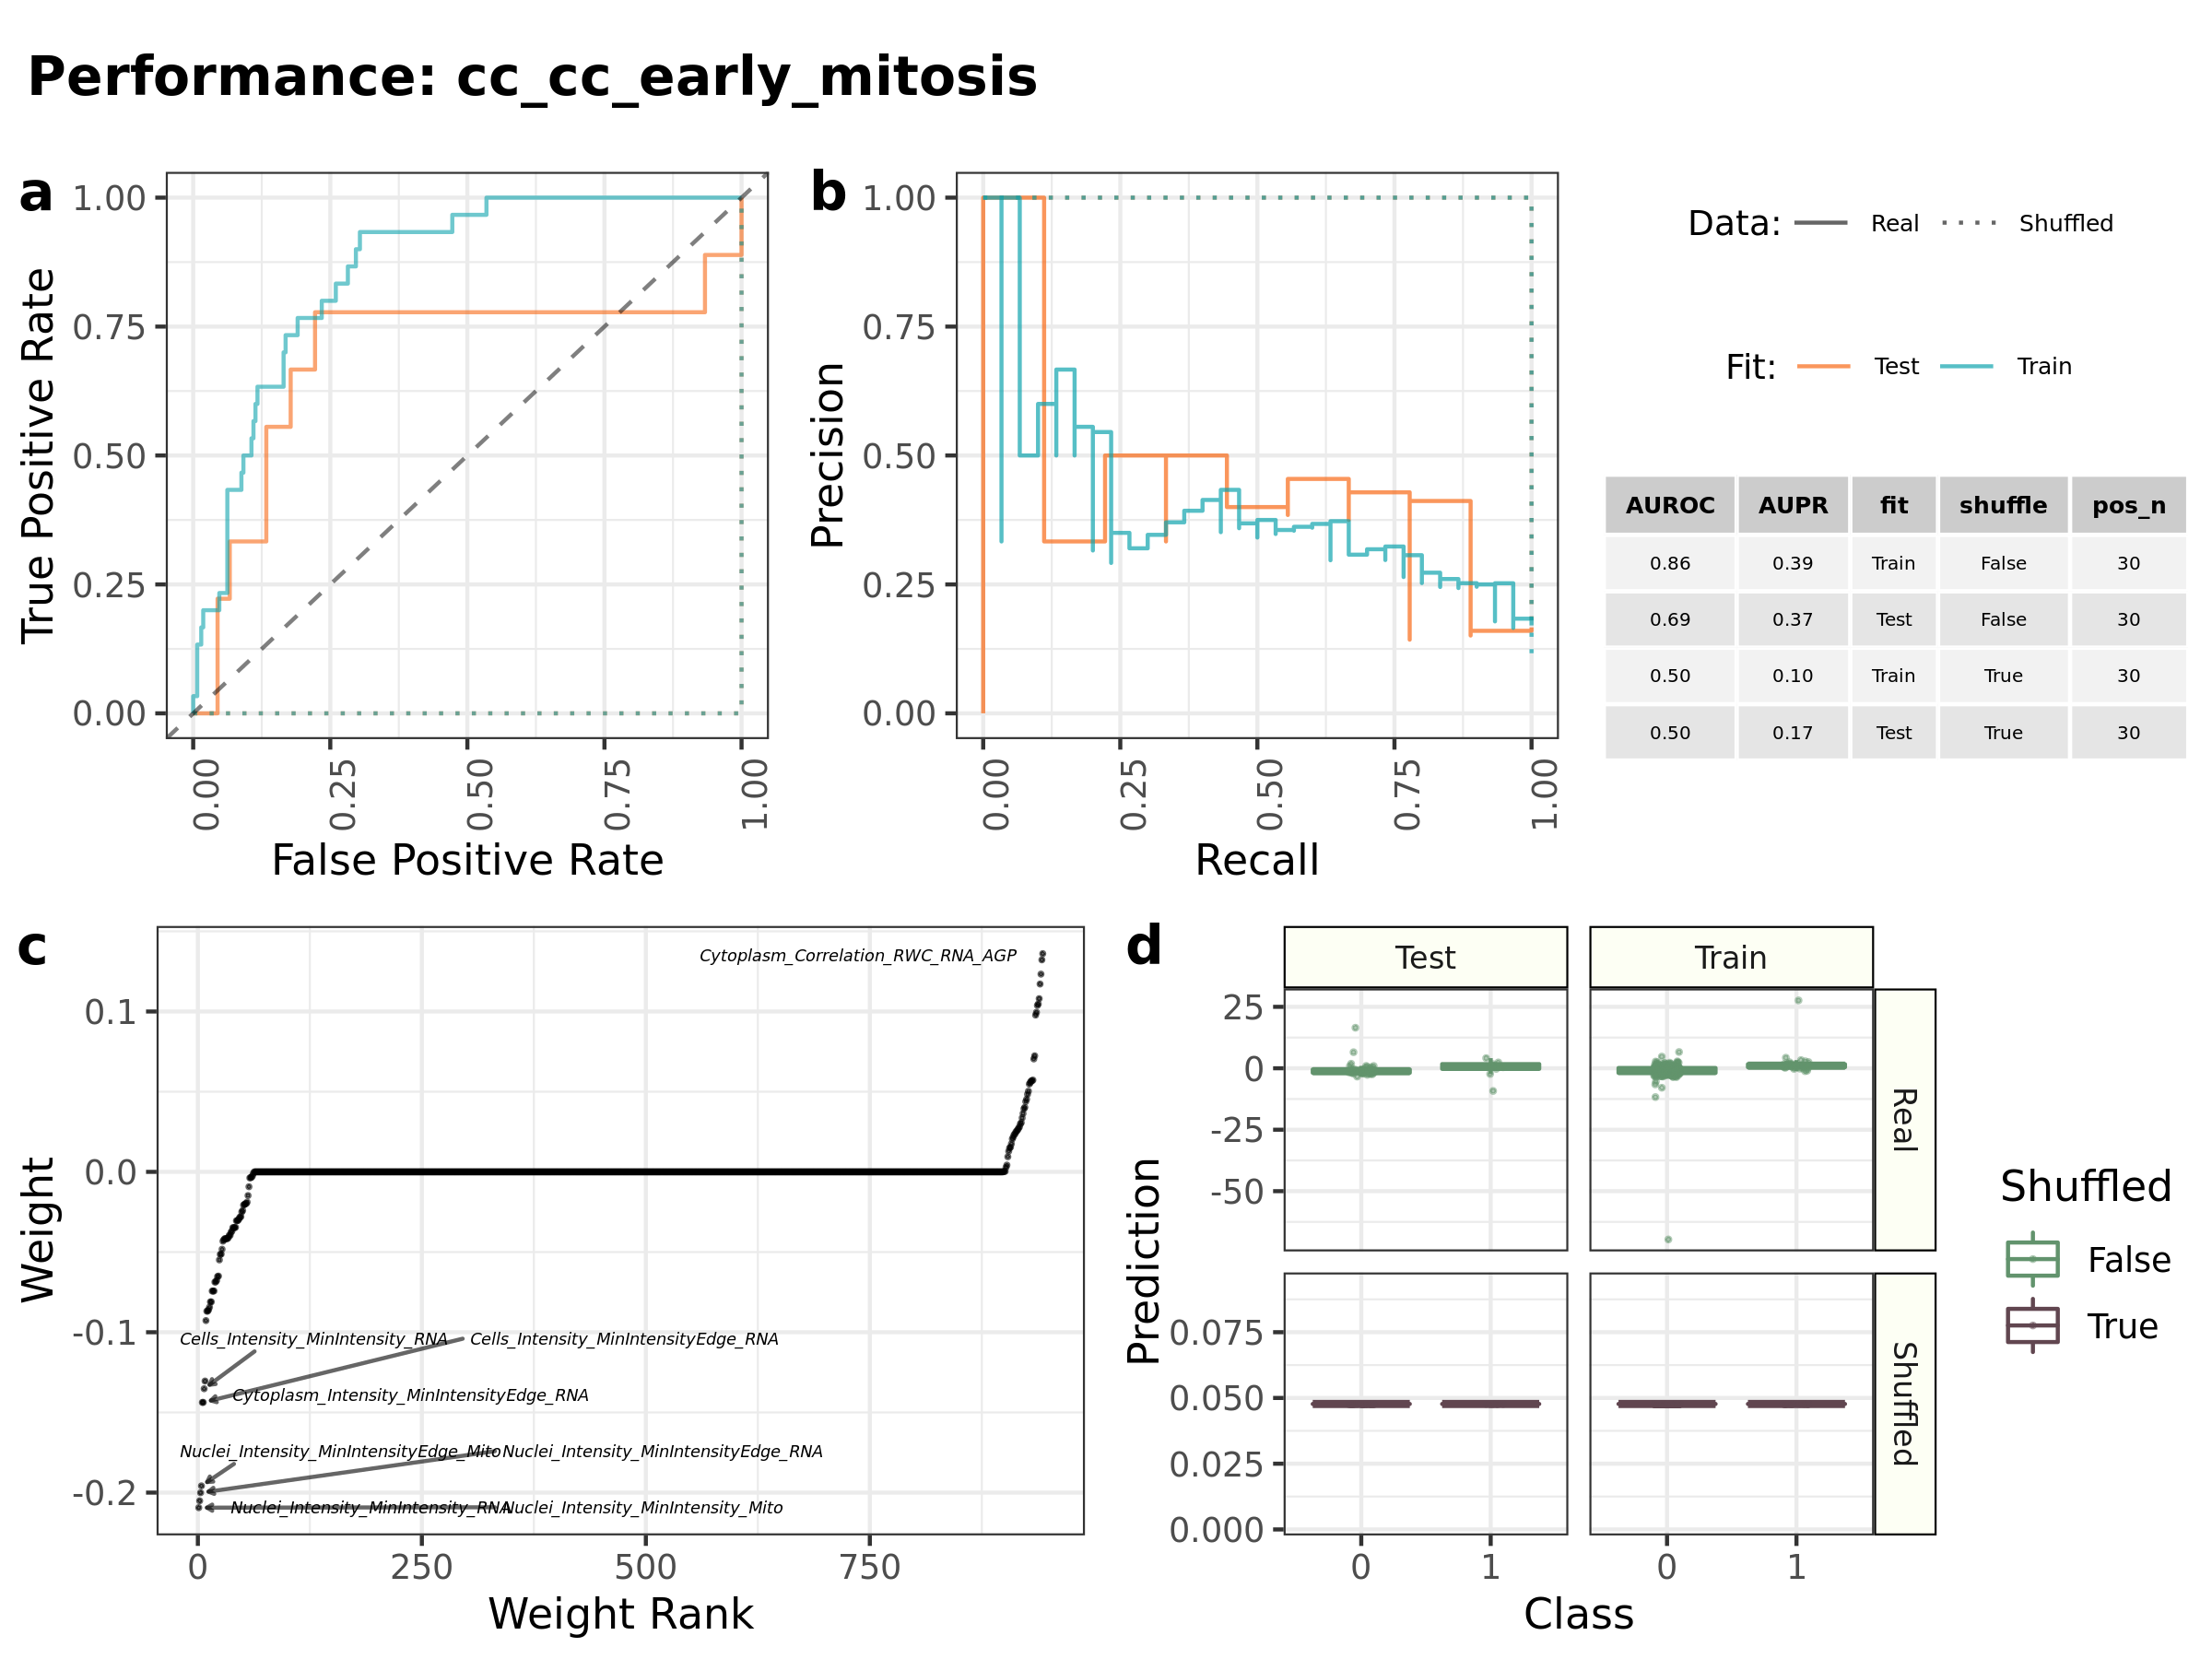 Performance: cc_cc_early_mitosis
a
1.00
0.75
0.50
0.25
0.00
True Positive Rate
0.00
0.25
0.50
0.75
1.00
False Positive Rate
b
1.00
0.75
0.50
0.25
0.00
Precision
0.00
0.25
0.50
0.75
1.00
Recall
Data: Real Shuffled
Fit: Test Train
AUROC AUPR fit shuffle pos_n
0.86 0.39 Train False 30
0.69 0.37 Test False 30
0.50 0.10 Train True 30
0.50 0.17 Test True 30
c
0.1
0.0
-0.1
-0.2
Weight
Cytoplasm_Correlation_RWC_RNA_AGP
Cells_Intensity_MinIntensity_RNA Cells_Intensity_MinIntensityEdge_RNA
Cytoplasm_Intensity_MinIntensityEdge_RNA
Nuclei_Intensity_MinIntensityEdge_Mito Nuclei_Intensity_MinIntensityEdge_RNA
Nuclei_Intensity_MinIntensity_RNA Nuclei_Intensity_MinIntensity_Mito
0 250 500 750
Weight Rank
d
Test Train
25
0
-25
-50
Real
0.075
0.050
0.025
0.000
Shuffled
Prediction
0 1 0 1
Class
Shuffled
False
True